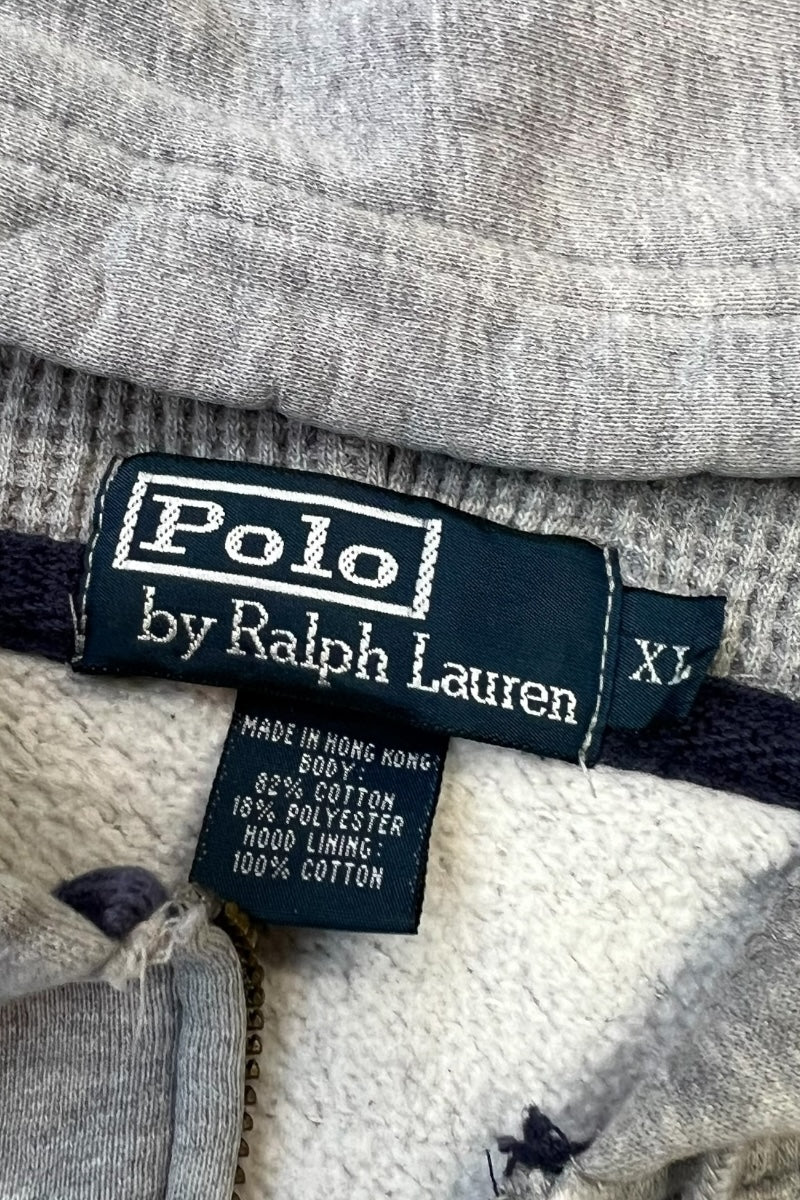 Polo
by Ralph Lauren
XL
MADE IN HONG KONG
BODY:
82% COTTON
18% POLYESTER
HOOD LINING:
100% COTTON